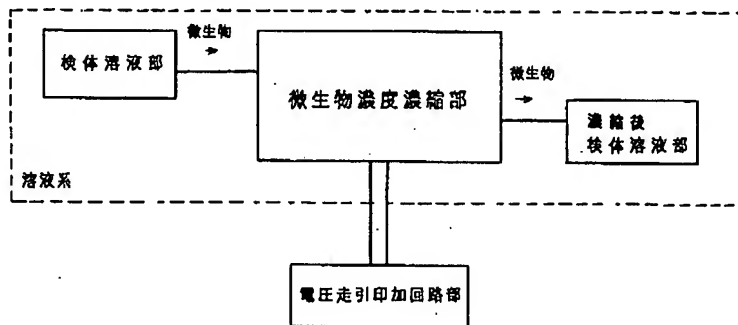 微生物
→
検体溶液部
微生物濃度濃縮部
微生物
→
濃縮後
検体溶液部
溶液系
電圧走引印加回路部